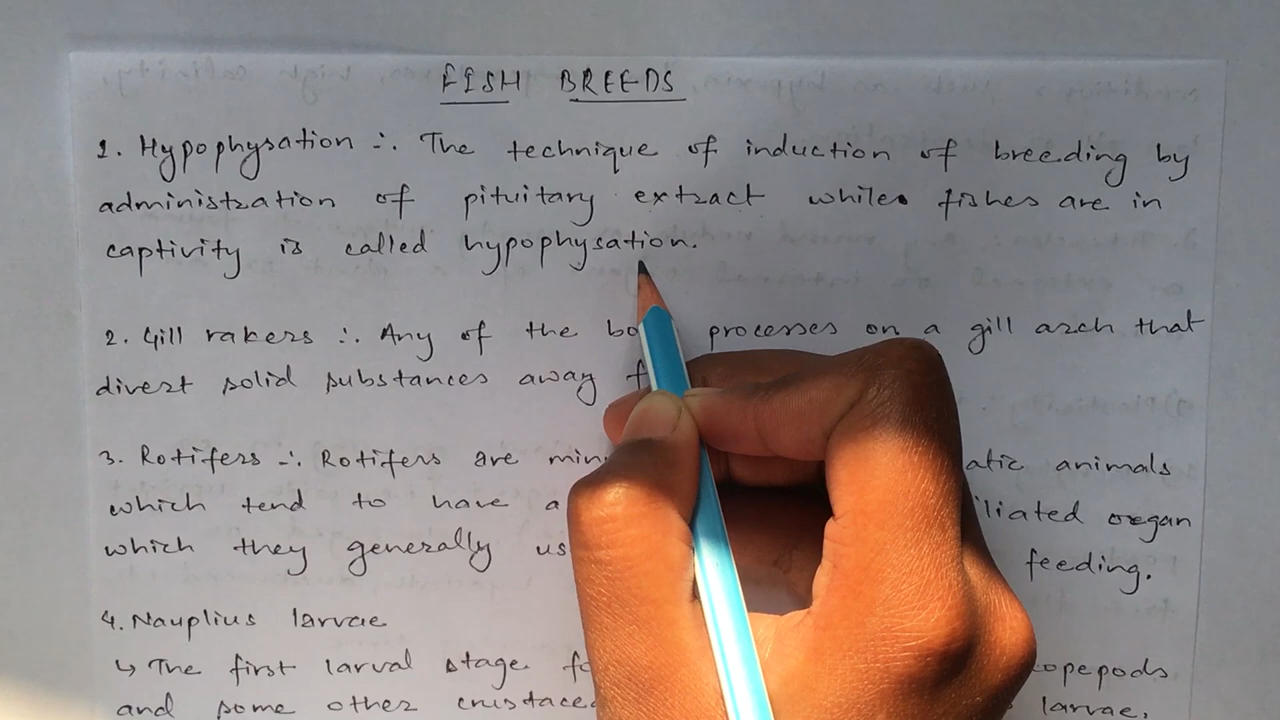 FISH BREEDS
1. Hypophysation :. The technique of induction of breeding by
administration of pituitary extract while fishes are in
captivity is called hypophysation.
2. Gill rakers :. Any of the processes on a gill arch that
divert solid substances away
3. Rotifers :. Rotifers are animals
which tend to have a organ
which they generally feeding.
4. Nauplius larvae
↳ The first larval stage
and some other larvae,